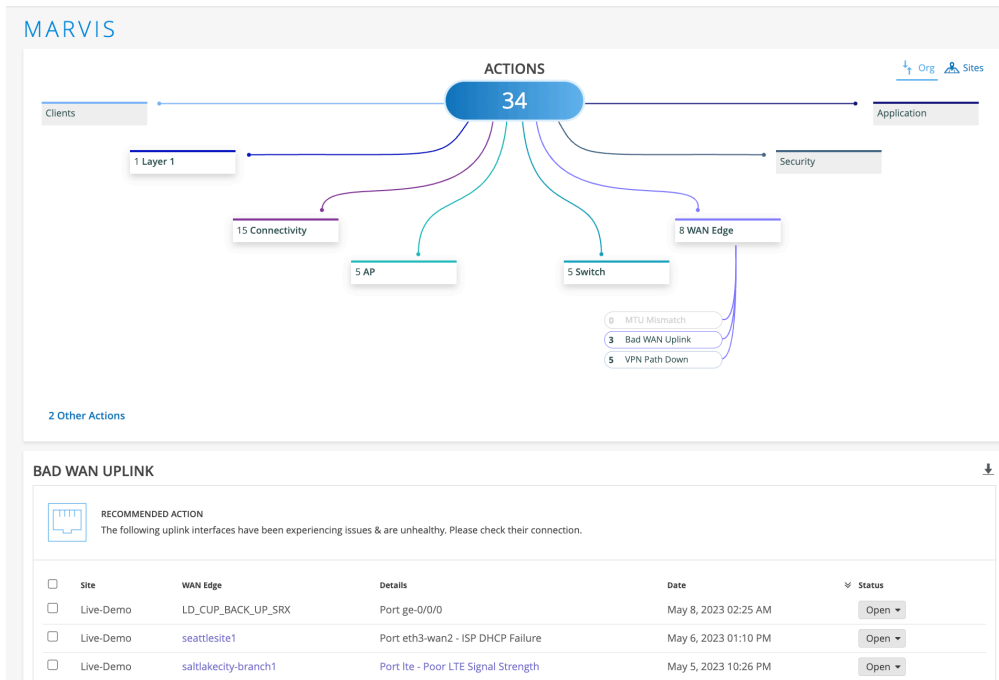 MARVIS
ACTIONS
34
Org Sites
Clients
Application
1 Layer 1
Security
15 Connectivity
8 WAN Edge
5 AP
5 Switch
0 MTU Mismatch
3 Bad WAN Uplink
5 VPN Path Down
2 Other Actions
BAD WAN UPLINK
RECOMMENDED ACTION
The following uplink interfaces have been experiencing issues & are unhealthy. Please check their connection.
Site WAN Edge Details Date Status
Live-Demo LD_CUP_BACK_UP_SRX Port ge-0/0/0 May 8, 2023 02:25 AM Open
Live-Demo seattlesite1 Port eth3-wan2 - ISP DHCP Failure May 6, 2023 01:10 PM Open
Live-Demo saltlakecity-branch1 Port lte - Poor LTE Signal Strength May 5, 2023 10:26 PM Open